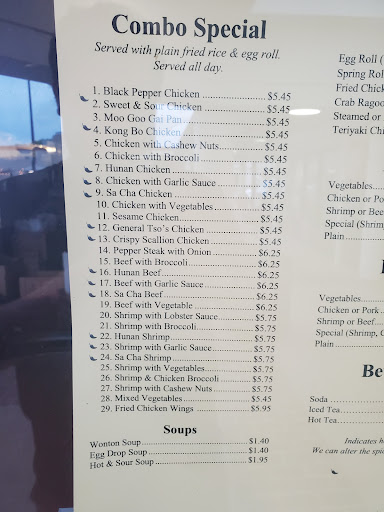 Combo Special
Served with plain fried rice & egg roll.
Served all day.
1. Black Pepper Chicken ........................ $5.45
2. Sweet & Sour Chicken ...................... $5.45
3. Moo Goo Gai Pan............................. $5.45
4. Kong Bo Chicken ............................. $5.45
5. Chicken with Cashew Nuts................ $5.45
6. Chicken with Broccoli ....................... $5.45
7. Hunan Chicken ................................. $5.45
8. Chicken with Garlic Sauce ................ $5.45
9. Sa Cha Chicken ................................ $5.45
10. Chicken with Vegetables ................. $5.45
11. Sesame Chicken.............................. $5.45
12. General Tso's Chicken .................... $5.45
13. Crispy Scallion Chicken .................. $5.45
14. Pepper Steak with Onion ................. $6.25
15. Beef with Broccoli........................... $6.25
16. Hunan Beef..................................... $6.25
17. Beef with Garlic Sauce .................... $6.25
18. Sa Cha Beef .................................... $6.25
19. Beef with Vegetable ........................ $6.25
20. Shrimp with Lobster Sauce .............. $5.75
21. Shrimp with Broccoli....................... $5.75
22. Hunan Shrimp ................................. $5.75
23. Shrimp with Garlic Sauce................ $5.75
24. Sa Cha Shrimp ................................ $5.75
25. Shrimp with Vegetables................... $5.75
26. Shrimp & Chicken Broccoli ............ $5.75
27. Shrimp with Cashew Nuts ............... $5.75
28. Mixed Vegetables............................ $5.45
29. Fried Chicken Wings ....................... $5.95
Soups
Wonton Soup ....................................... $1.40
Egg Drop Soup .................................... $1.40
Hot & Sour Soup ................................. $1.95
Egg Roll (
Spring Rol
Fried Chick
Crab Ragoo
Steamed or
Teriyaki Chi
Vegetables......
Chicken or Po
Shrimp or Bee
Special (Shrim
Plain..............
Vegetables.........
Chicken or Pork ..
Shrimp or Beef....
Special (Shrimp, C
Plain .................
Be
Soda ..................
Iced Tea..............
Hot Tea...............
Indicates h
We can alter the spic